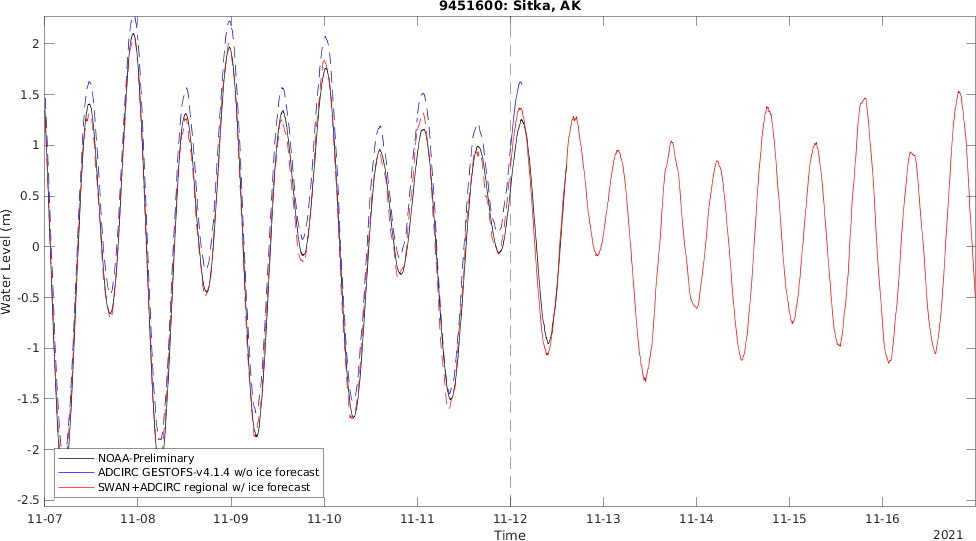 9451600: Sitka, AK
Water Level (m)
2
1.5
1
0.5
0
-0.5
-1
-1.5
-2
-2.5
NOAA-Preliminary
ADCIRC GESTOFS-v4.1.4 w/o ice forecast
SWAN+ADCIRC regional w/ ice forecast
11-07 11-08 11-09 11-10 11-11 11-12 11-13 11-14 11-15 11-16
Time
2021